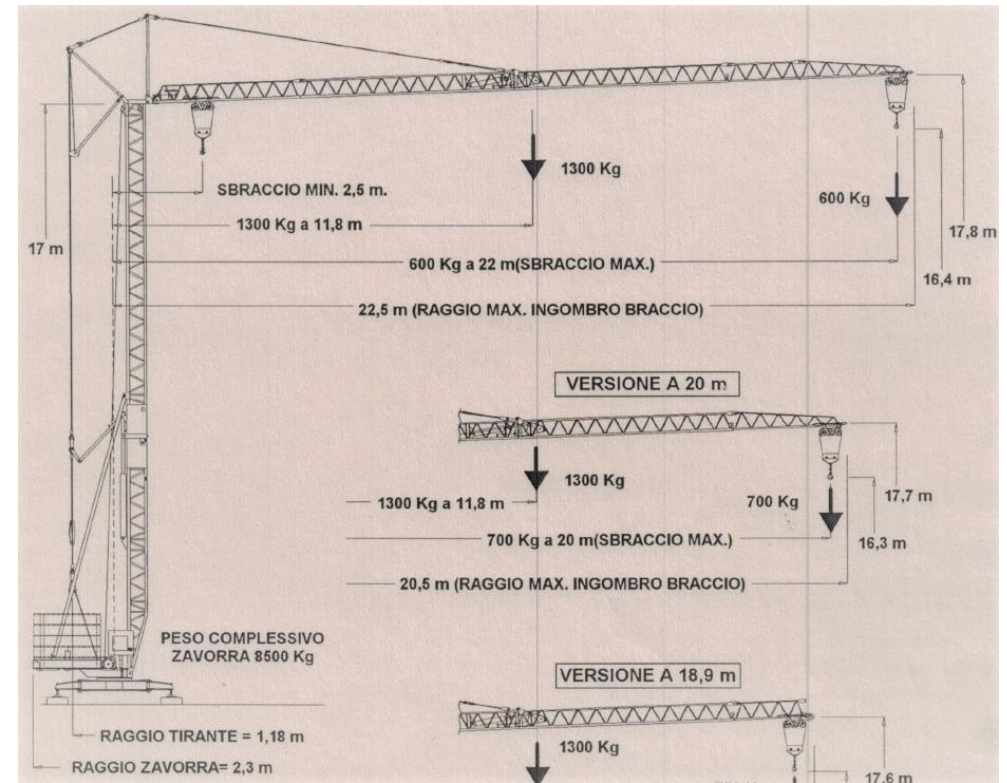 1300 Kg
SBRACCIO MIN. 2,5 m.
600 Kg
1300 Kg a 11,8 m
17 m
17,8 m
600 Kg a 22 m(SBRACCIO MAX.)
16,4 m
22,5 m (RAGGIO MAX. INGOMBRO BRACCIO)
VERSIONE A 20 m
1300 Kg
1300 Kg a 11,8 m
700 Kg
17,7 m
700 Kg a 20 m(SBRACCIO MAX.)
16,3 m
20,5 m (RAGGIO MAX. INGOMBRO BRACCIO)
PESO COMPLESSIVO
ZAVORRA 8500 Kg
VERSIONE A 18,9 m
RAGGIO TIRANTE = 1,18 m
1300 Kg
RAGGIO ZAVORRA= 2,3 m
17,6 m